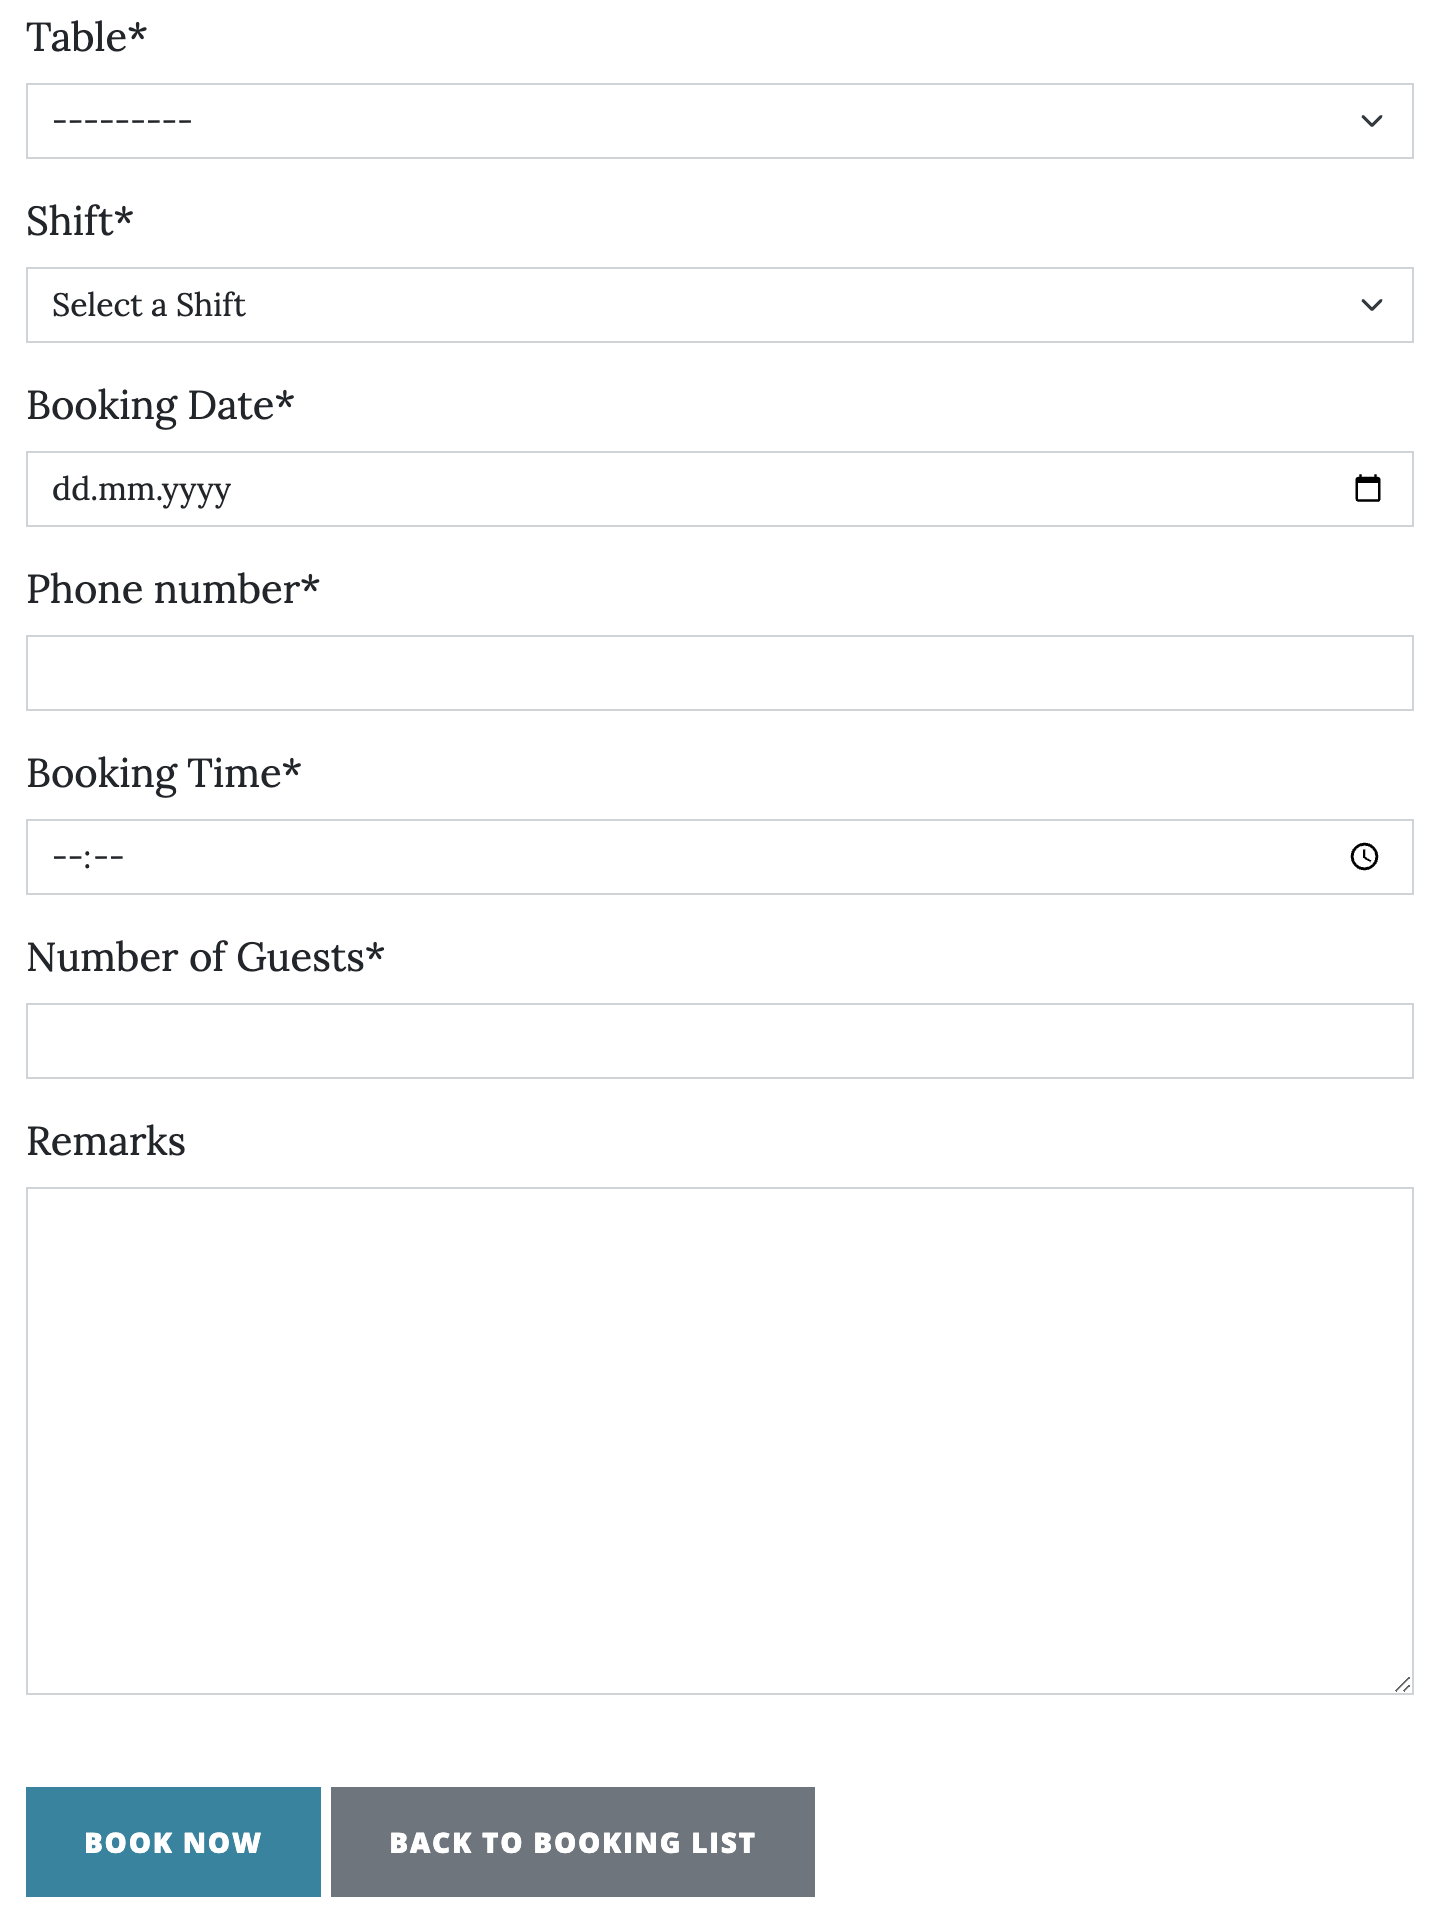 Table*
---------
Shift*
Select a Shift
Booking Date*
dd.mm.yyyy
Phone number*
Booking Time*
--:--
Number of Guests*
Remarks
BOOK NOW
BACK TO BOOKING LIST